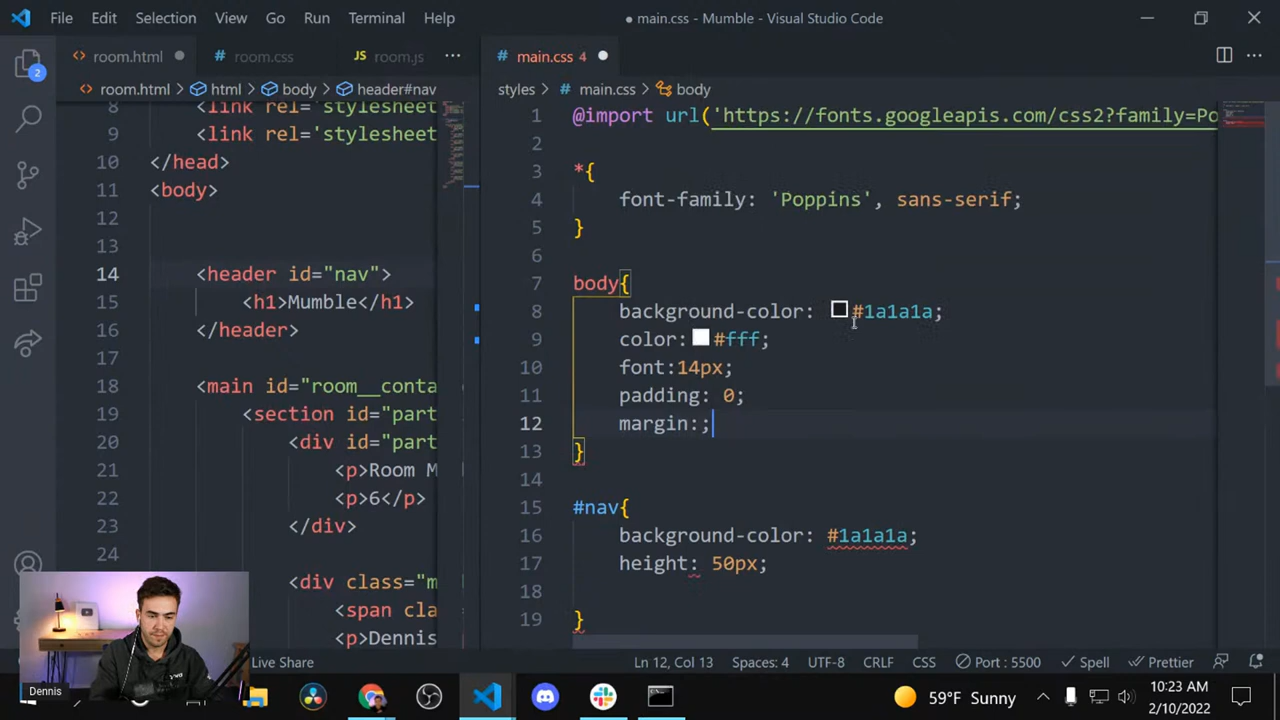 File Edit Selection View Go Run Terminal Help
● main.css - Mumble - Visual Studio Code
room.html ● # room.css JS room.js ···
# main.css 4 ●
room.html > html > body > header#nav
styles > # main.css > body
2
8 <link rel='stylesheet
9 <link rel='stylesheet
10 </head>
11 <body>
12
13
14 <header id="nav">
15 <h1>Mumble</h1>
16 </header>
17
18 <main id="room__conta
19 <section id="part
20 <div id="part
21 <p>Room M
22 <p>6</p>
23 </div>
24
<div class="m
<span cla
<p>Dennis
1 @import url('https://fonts.googleapis.com/css2?family=Po
2
3 *{
4 font-family: 'Poppins', sans-serif;
5 }
6
7 body{
8 background-color: #1a1a1a;
9 color: #fff;
10 font:14px;
11 padding: 0;
12 margin:;
13 }
14
15 #nav{
16 background-color: #1a1a1a;
17 height: 50px;
18
19 }
Live Share Ln 12, Col 13 Spaces: 4 UTF-8 CRLF CSS Port : 5500 Spell Prettier
Dennis
59°F Sunny
10:23 AM
2/10/2022